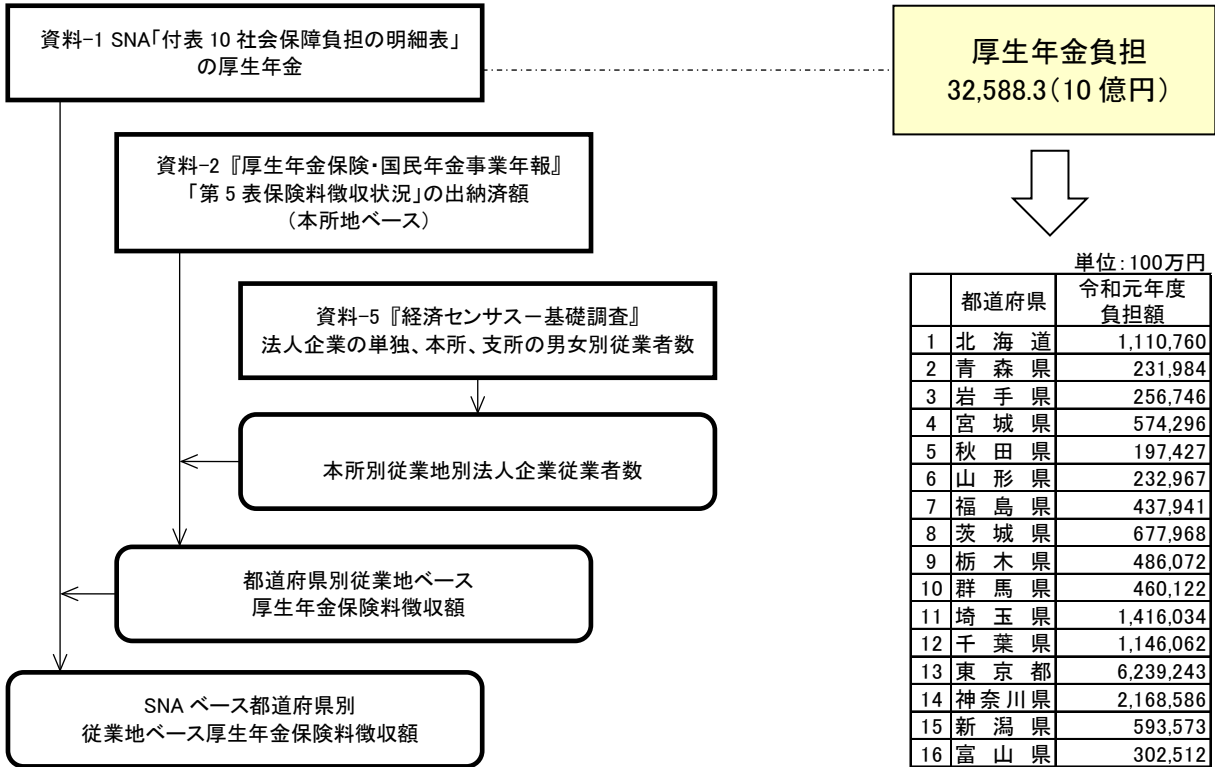 資料-1 SNA「付表 10 社会保障負担の明細表」
の厚生年金
厚生年金負担
32,588.3(10 億円)
資料-2『厚生年金保険・国民年金事業年報』
「第 5 表保険料徴収状況」の出納済額
(本所地ベース)
資料-5『経済センサス－基礎調査』
法人企業の単独、本所、支所の男女別従業者数
本所別従業地別法人企業従業者数
都道府県別従業地ベース
厚生年金保険料徴収額
SNA ベース都道府県別
従業地ベース厚生年金保険料徴収額
単位:100万円
都道府県 令和元年度
負担額
1 北海道 1,110,760
2 青森県 231,984
3 岩手県 256,746
4 宮城県 574,296
5 秋田県 197,427
6 山形県 232,967
7 福島県 437,941
8 茨城県 677,968
9 栃木県 486,072
10 群馬県 460,122
11 埼玉県 1,416,034
12 千葉県 1,146,062
13 東京都 6,239,243
14 神奈川県 2,168,586
15 新潟県 593,573
16 富山県 302,512